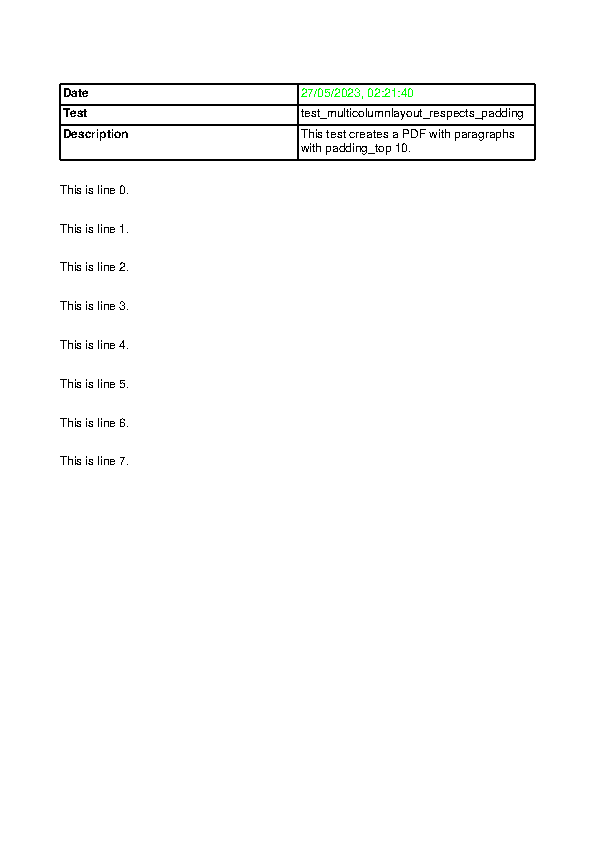 Date 27/05/2023, 02:21:40
Test test_multicolumnlayout_respects_padding
Description This test creates a PDF with paragraphs
with padding_top 10.
This is line 0.
This is line 1.
This is line 2.
This is line 3.
This is line 4.
This is line 5.
This is line 6.
This is line 7.